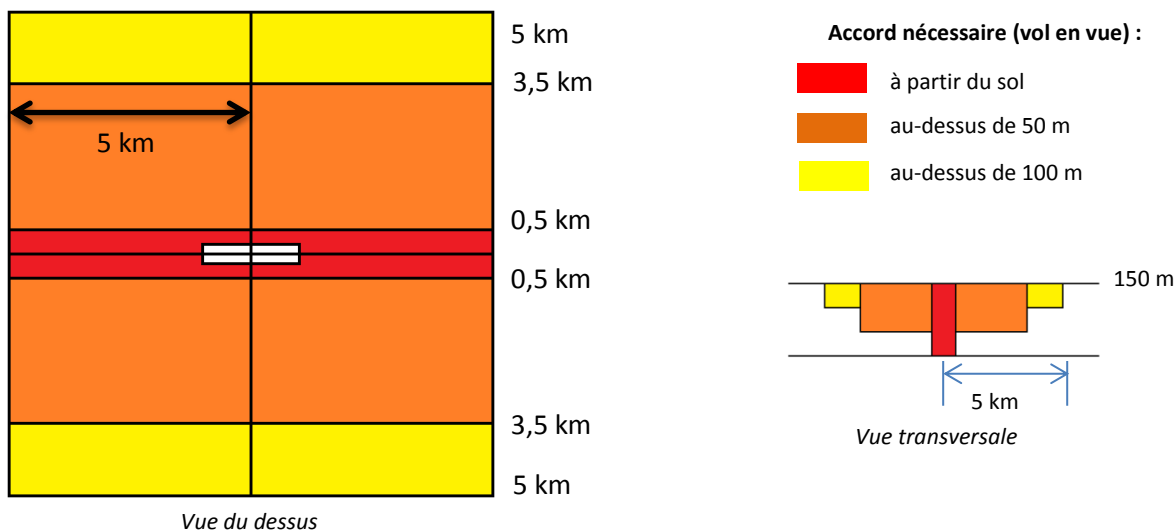 5 km
3,5 km
5 km
0,5 km
0,5 km
3,5 km
5 km
Vue du dessus
Accord nécessaire (vol en vue) :
à partir du sol
au-dessus de 50 m
au-dessus de 100 m
150 m
5 km
Vue transversale